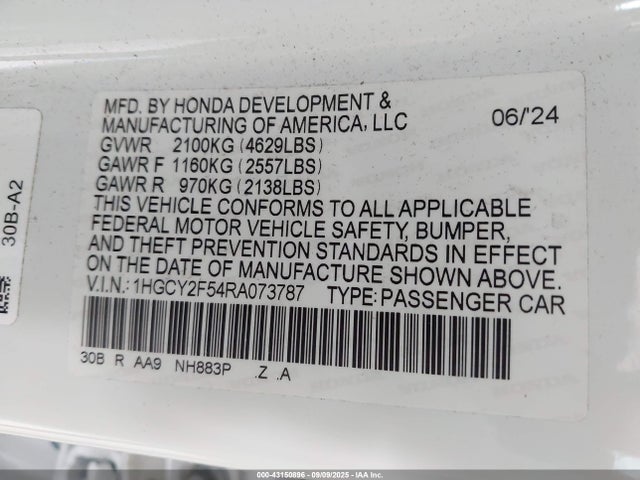 MFD. BY HONDA DEVELOPMENT &
MANUFACTURING OF AMERICA, LLC 06/'24
GVWR 2100KG (4629LBS)
GAWR F 1160KG (2557LBS)
GAWR R 970KG (2138LBS)
THIS VEHICLE CONFORMS TO ALL APPLICABLE
FEDERAL MOTOR VEHICLE SAFETY, BUMPER,
AND THEFT PREVENTION STANDARDS IN EFFECT
ON THE DATE OF MANUFACTURE SHOWN ABOVE.
V.I.N.: 1HGCY2F54RA073787 TYPE: PASSENGER CAR
30B R AA9 NH883P .Z .A
30B-A2
000-43150896 - 09/09/2025 - IAA Corp.